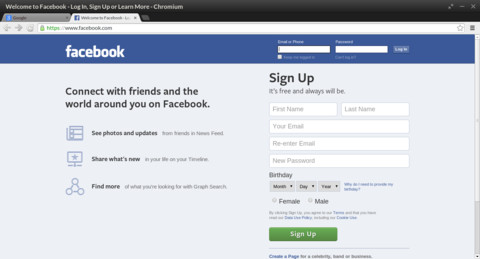 Welcome to Facebook - Log In, Sign Up or Learn More - Chromium
Google
Welcome to Facebook - L
https://www.facebook.com
facebook
Email or Phone
Password
Keep me logged in
Can't log in?
Log In
Connect with friends and the
world around you on Facebook.
See photos and updates from friends in News Feed.
Share what's new in your life on your Timeline.
Find more of what you're looking for with Graph Search.
Sign Up
It's free and always will be.
First Name
Last Name
Your Email
Re-enter Email
New Password
Birthday
Month
Day
Year
Why do I need to provide my
birthday?
Female
Male
By clicking Sign Up, you agree to our Terms and that you have
read our Data Use Policy, including our Cookie Use.
Sign Up
Create a Page for a celebrity, band or business.